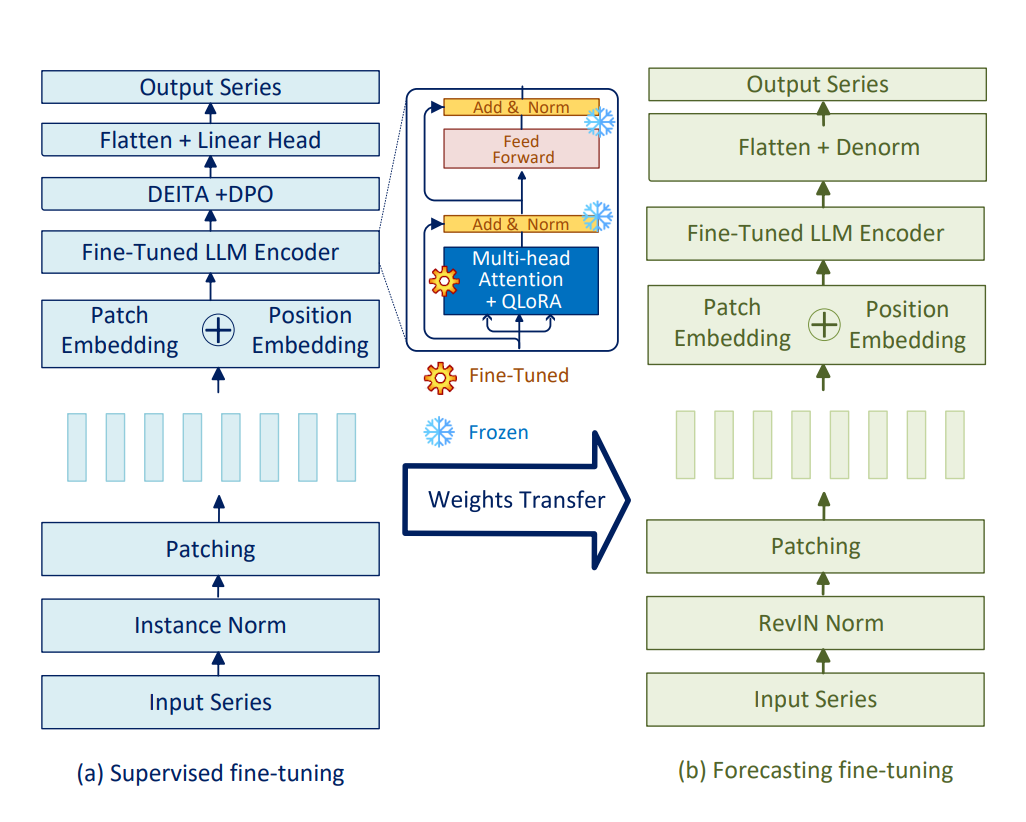 Output Series
Flatten + Linear Head
DEITA +DPO
Fine-Tuned LLM Encoder
Patch
Embedding
Position
Embedding
Patching
Instance Norm
Input Series
(a) Supervised fine-tuning
Add & Norm
Feed
Forward
Add & Norm
Multi-head
Attention
+ QLoRA
Fine-Tuned
Frozen
Weights Transfer
Output Series
Flatten + Denorm
Fine-Tuned LLM Encoder
Patch
Embedding
Position
Embedding
Patching
RevIN Norm
Input Series
(b) Forecasting fine-tuning